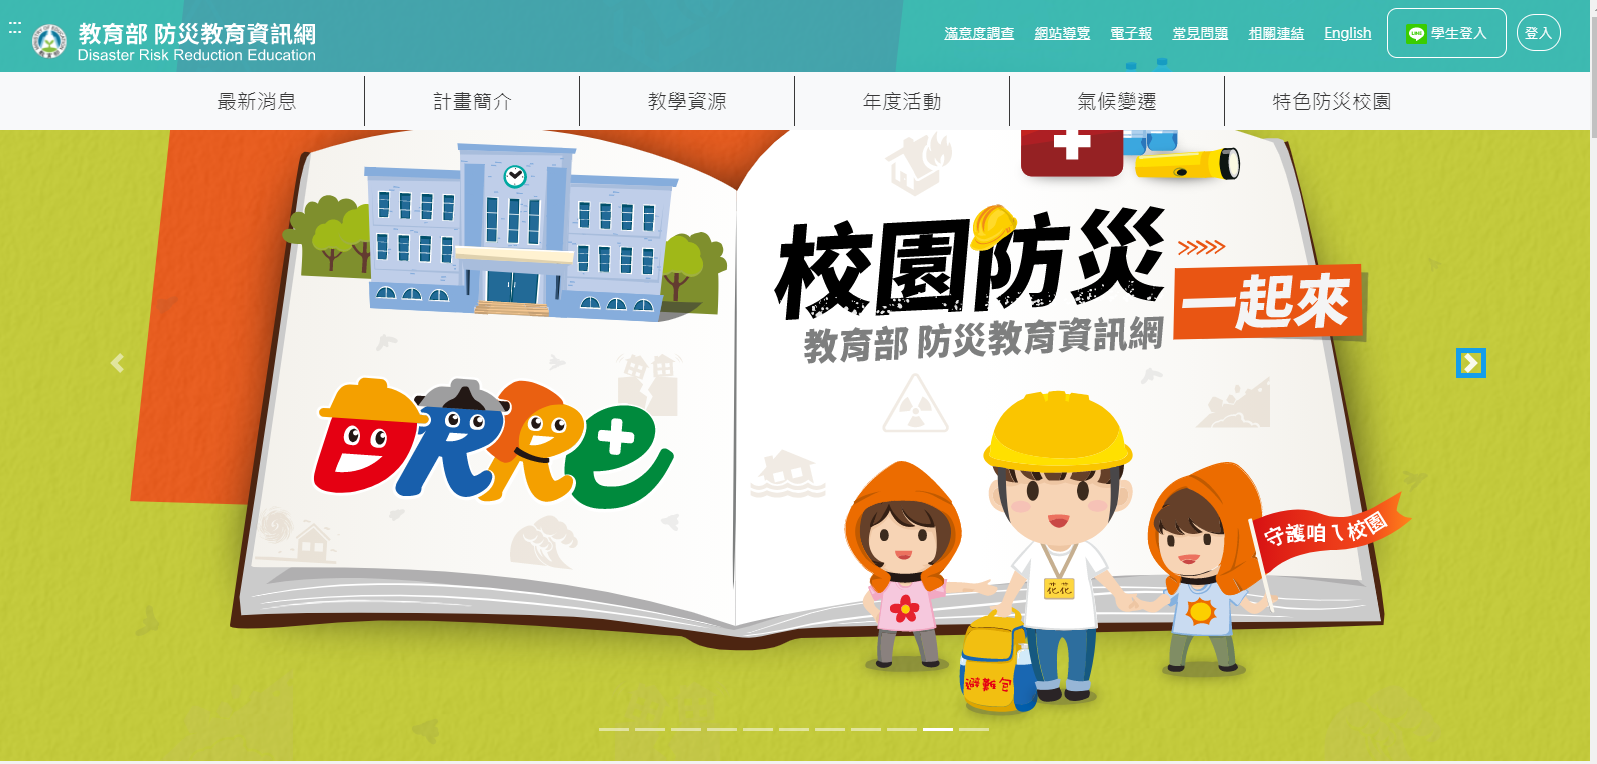 教育部 防災教育資訊網
Disaster Risk Reduction Education
滿意度調查 網站導覽 電子報 常見問題 相關連結 English LINE 學生登入 登入
最新消息 計畫簡介 教學資源 年度活動 氣候變遷 特色防災校園
校園防災
一起來
教育部 防災教育資訊網
DRRe
守護咱ㄟ校園
花花
避難包